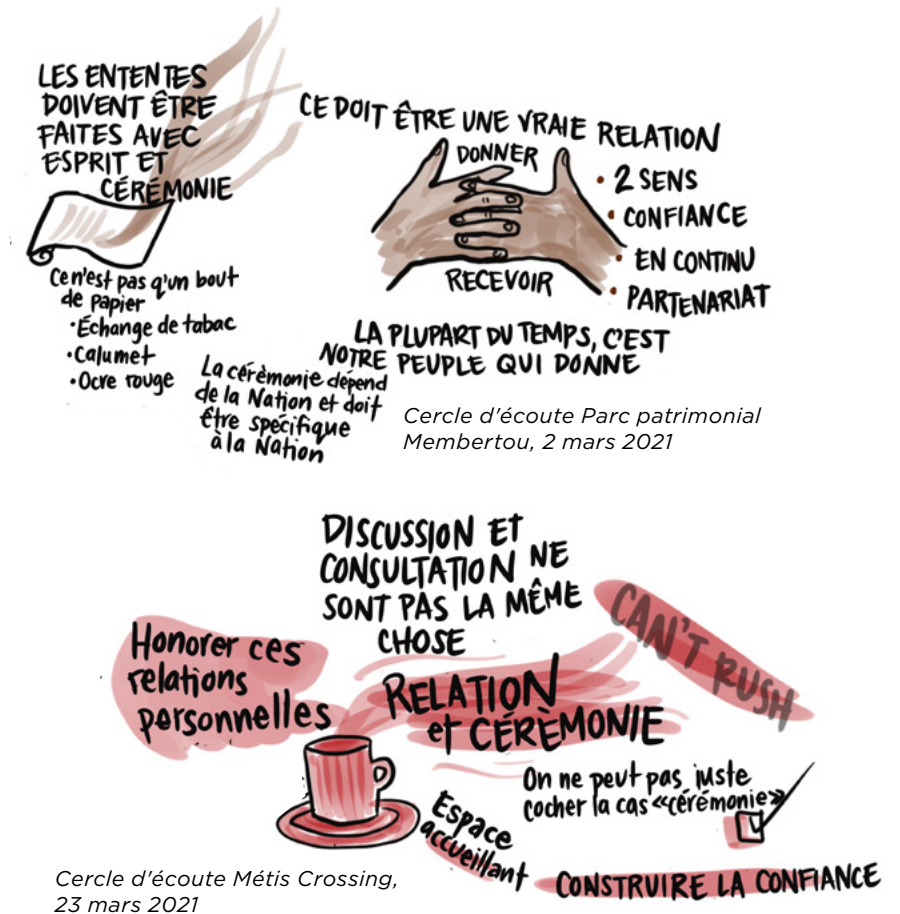 LES ENTENTES
DOIVENT ÊTRE
FAITES AVEC
ESPRIT ET
CÉRÉMONIE
Ce n'est pas qu'un bout
de papier
•Échange de tabac
•Calumet
•Ocre rouge
La cérèmonie dépend
de la Nation et doit
être spécifique
à la Nation
CE DOIT ÊTRE UNE VRAIE RELATION
DONNER
RECEVOIR
• 2 SENS
• CONFIANCE
• EN CONTINU
• PARTENARIAT
LA PLUPART DU TEMPS, C'EST
NOTRE PEUPLE QUI DONNE
Cercle d'écoute Parc patrimonial
Membertou, 2 mars 2021
DISCUSSION ET
CONSULTATION NE
SONT PAS LA MÊME
CHOSE
CAN'T RUSH
Honorer ces
relations
personnelles
RELATION
et CÉRÈMONIE
On ne peut pas juste
cocher la cas «cérémonie»
Espace
accueillant
CONSTRUIRE LA CONFIANCE
Cercle d'écoute Métis Crossing,
23 mars 2021